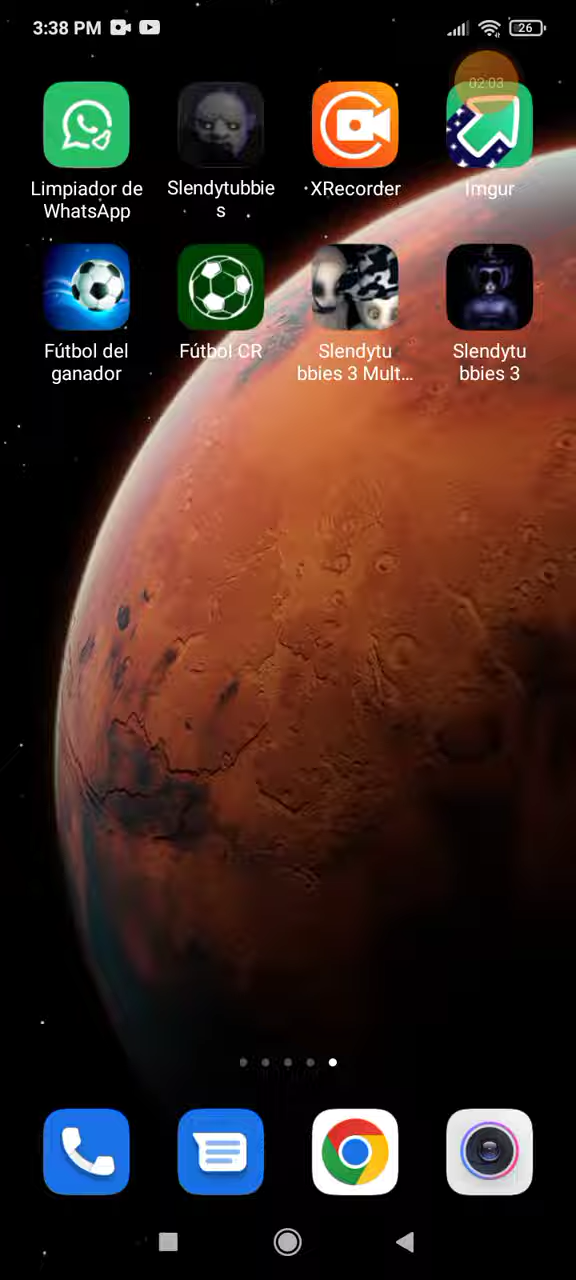 3:38 PM
26
02:03
Limpiador de
WhatsApp
Slendytubbie
s
XRecorder
Imgur
Fútbol del
ganador
Fútbol CR
Slendytu
bbies 3 Mult...
Slendytu
bbies 3